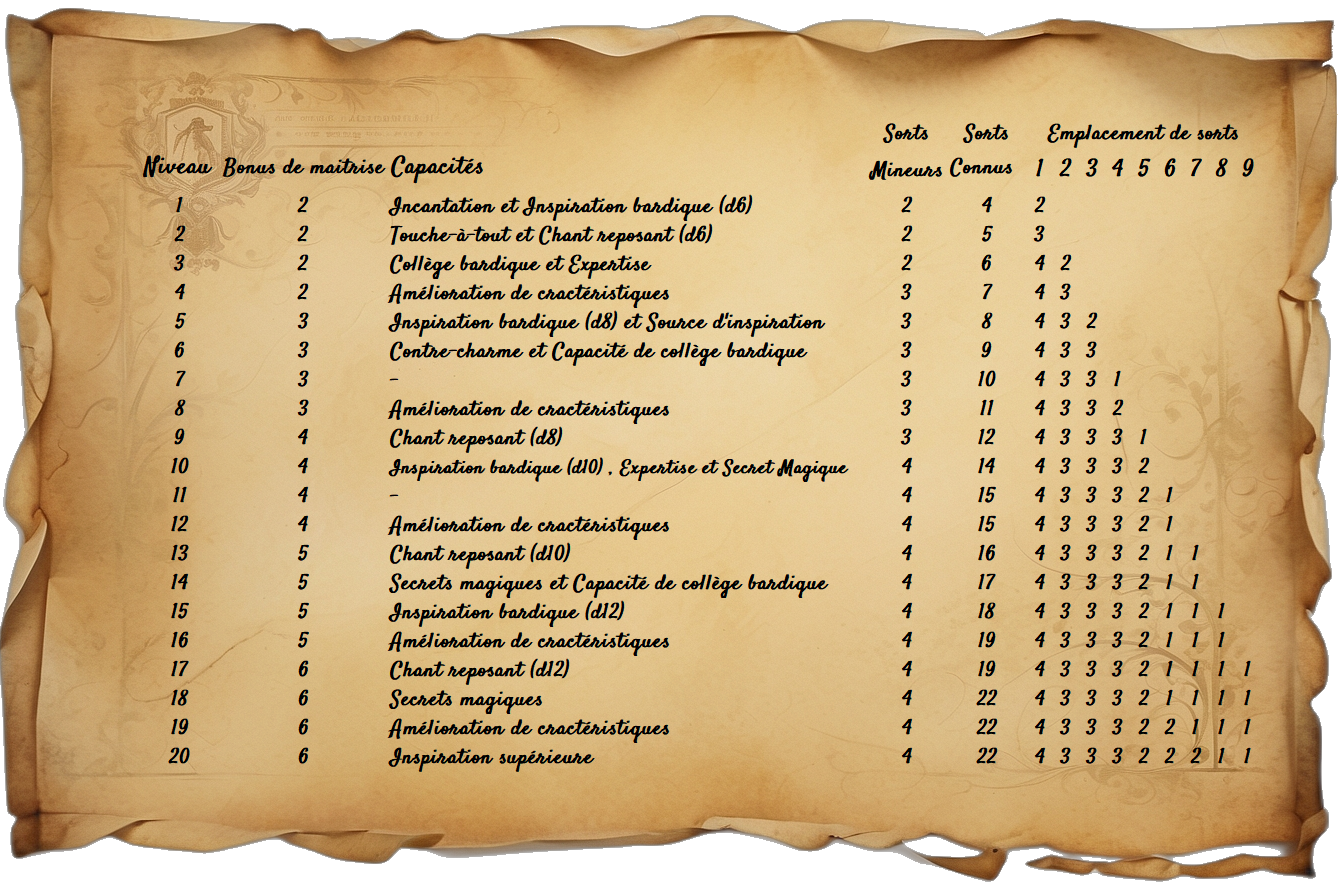 Sorts Sorts Emplacement de sorts
Niveau Bonus de maîtrise Capacités Mineurs Connus 1 2 3 4 5 6 7 8 9
1 2 Incantation et Inspiration bardique (d6) 2 4 2
2 2 Touche-à-tout et Chant reposant (d6) 2 5 3
3 2 Collège bardique et Expertise 2 6 4 2
4 2 Amélioration de cractéristiques 3 7 4 3
5 3 Inspiration bardique (d8) et Source d'inspiration 3 8 4 3 2
6 3 Contre-charme et Capacité de collège bardique 3 9 4 3 3
7 3 - 3 10 4 3 3 1
8 3 Amélioration de cractéristiques 3 11 4 3 3 2
9 4 Chant reposant (d8) 3 12 4 3 3 3 1
10 4 Inspiration bardique (d10) , Expertise et Secret Magique 4 14 4 3 3 3 2
11 4 - 4 15 4 3 3 3 2 1
12 4 Amélioration de cractéristiques 4 15 4 3 3 3 2 1
13 5 Chant reposant (d10) 4 16 4 3 3 3 2 1 1
14 5 Secrets magiques et Capacité de collège bardique 4 17 4 3 3 3 2 1 1
15 5 Inspiration bardique (d12) 4 18 4 3 3 3 2 1 1 1
16 5 Amélioration de cractéristiques 4 19 4 3 3 3 2 1 1 1
17 6 Chant reposant (d12) 4 19 4 3 3 3 2 1 1 1 1
18 6 Secrets magiques 4 22 4 3 3 3 2 1 1 1 1
19 6 Amélioration de cractéristiques 4 22 4 3 3 3 2 2 1 1 1
20 6 Inspiration supérieure 4 22 4 3 3 3 2 2 2 1 1